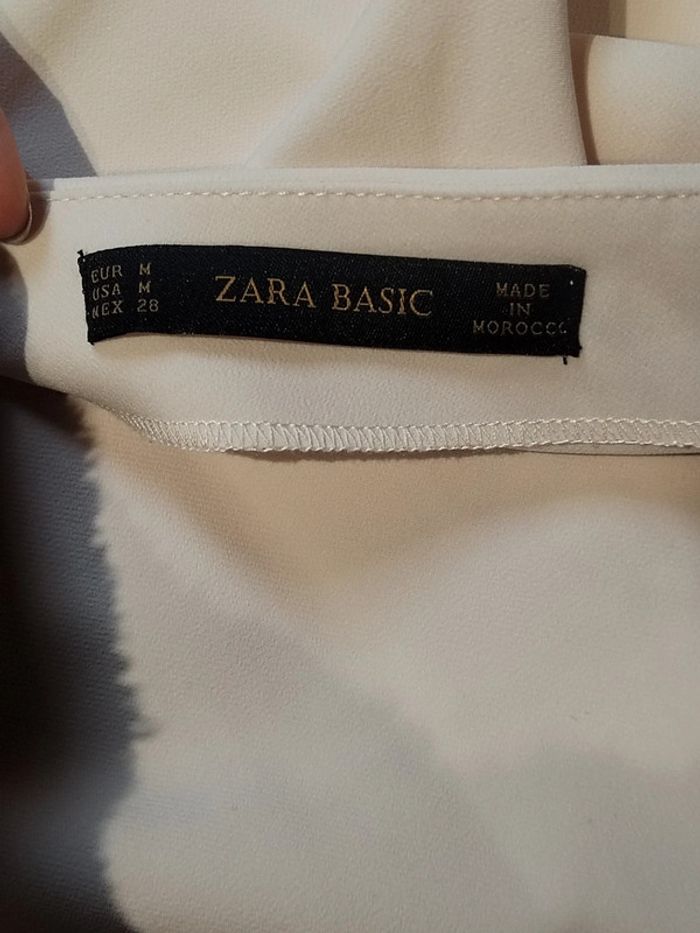 EUR M
USA M
MEX 28
ZARA BASIC
MADE
IN
MOROCCO